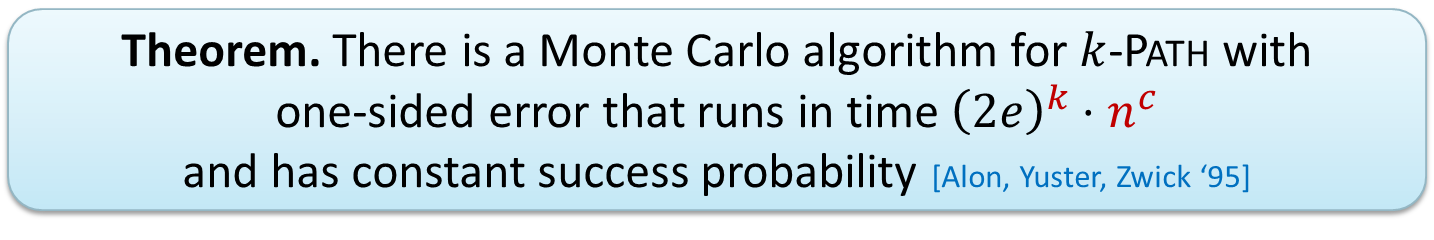 Theorem. There is a Monte Carlo algorithm for k-PATH with
one-sided error that runs in time (2e)^k · n^c
and has constant success probability [Alon, Yuster, Zwick ‘95]